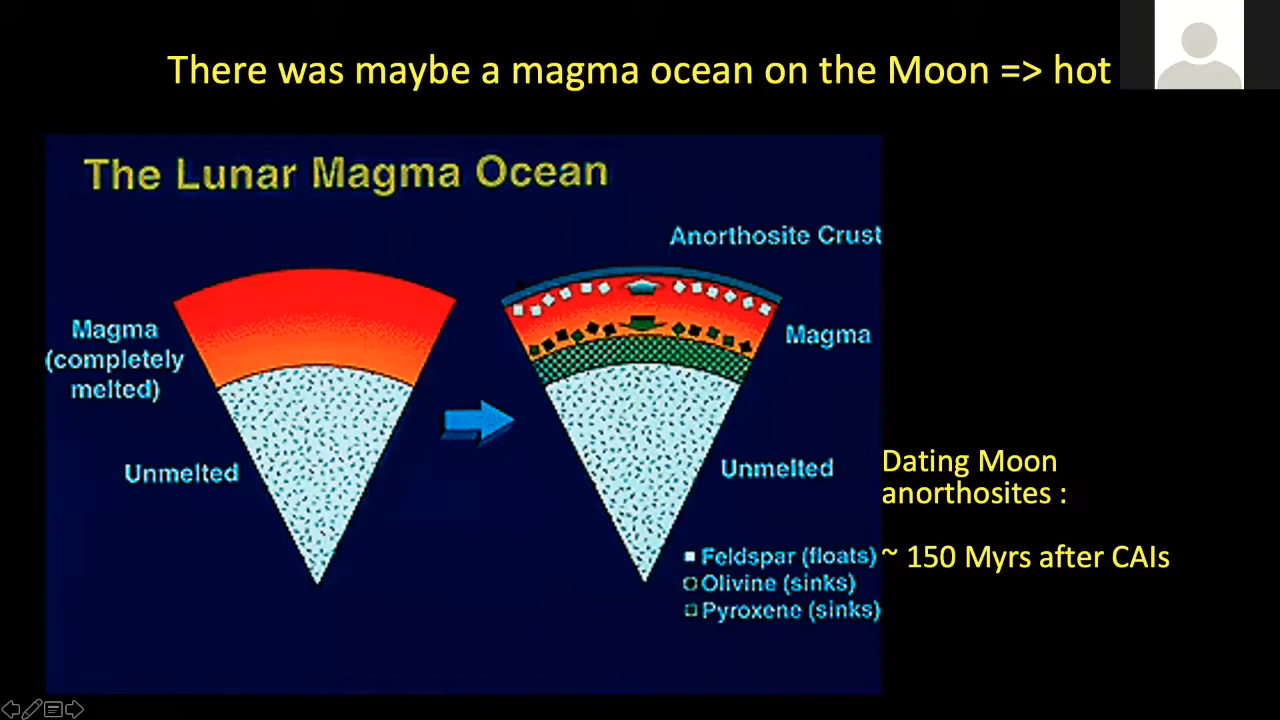 There was maybe a magma ocean on the Moon => hot
The Lunar Magma Ocean
Anorthosite Crust
Magma
(completely
melted)
Magma
Unmelted
Unmelted
Dating Moon
anorthosites :
Feldspar (floats)
Olivine (sinks)
Pyroxene (sinks)
~ 150 Myrs after CAIs